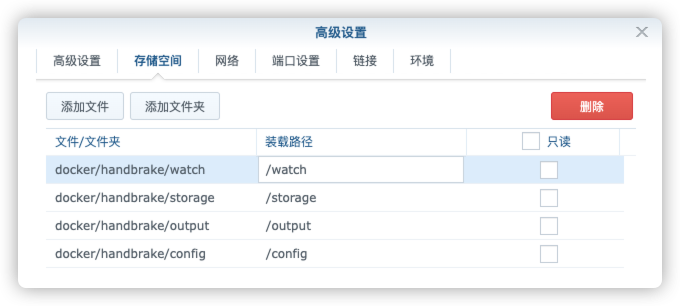 高级设置
高级设置 存储空间 网络 端口设置 链接 环境
添加文件 添加文件夹 删除
文件/文件夹 装载路径 只读
docker/handbrake/watch /watch
docker/handbrake/storage /storage
docker/handbrake/output /output
docker/handbrake/config /config